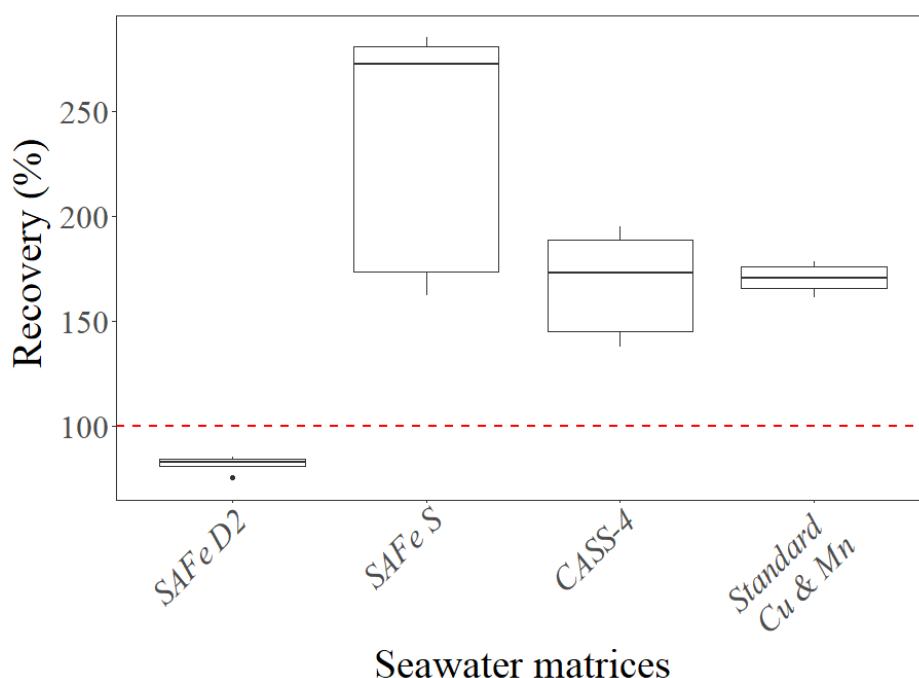 Recovery (%)
250
200
150
100
SAFe D2
SAFe S
CASS-4
Standard
Cu & Mn
Seawater matrices